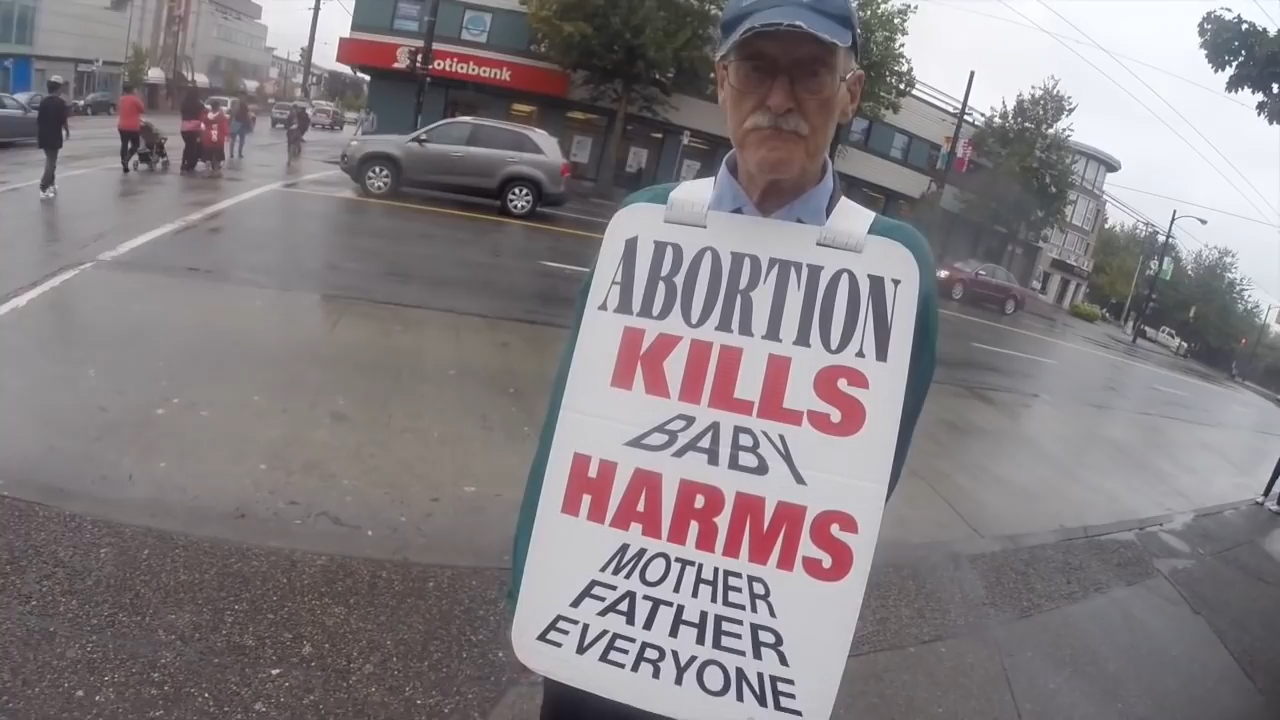 Scotiabank
ABORTION
KILLS
BABY
HARMS
MOTHER
FATHER
EVERYONE